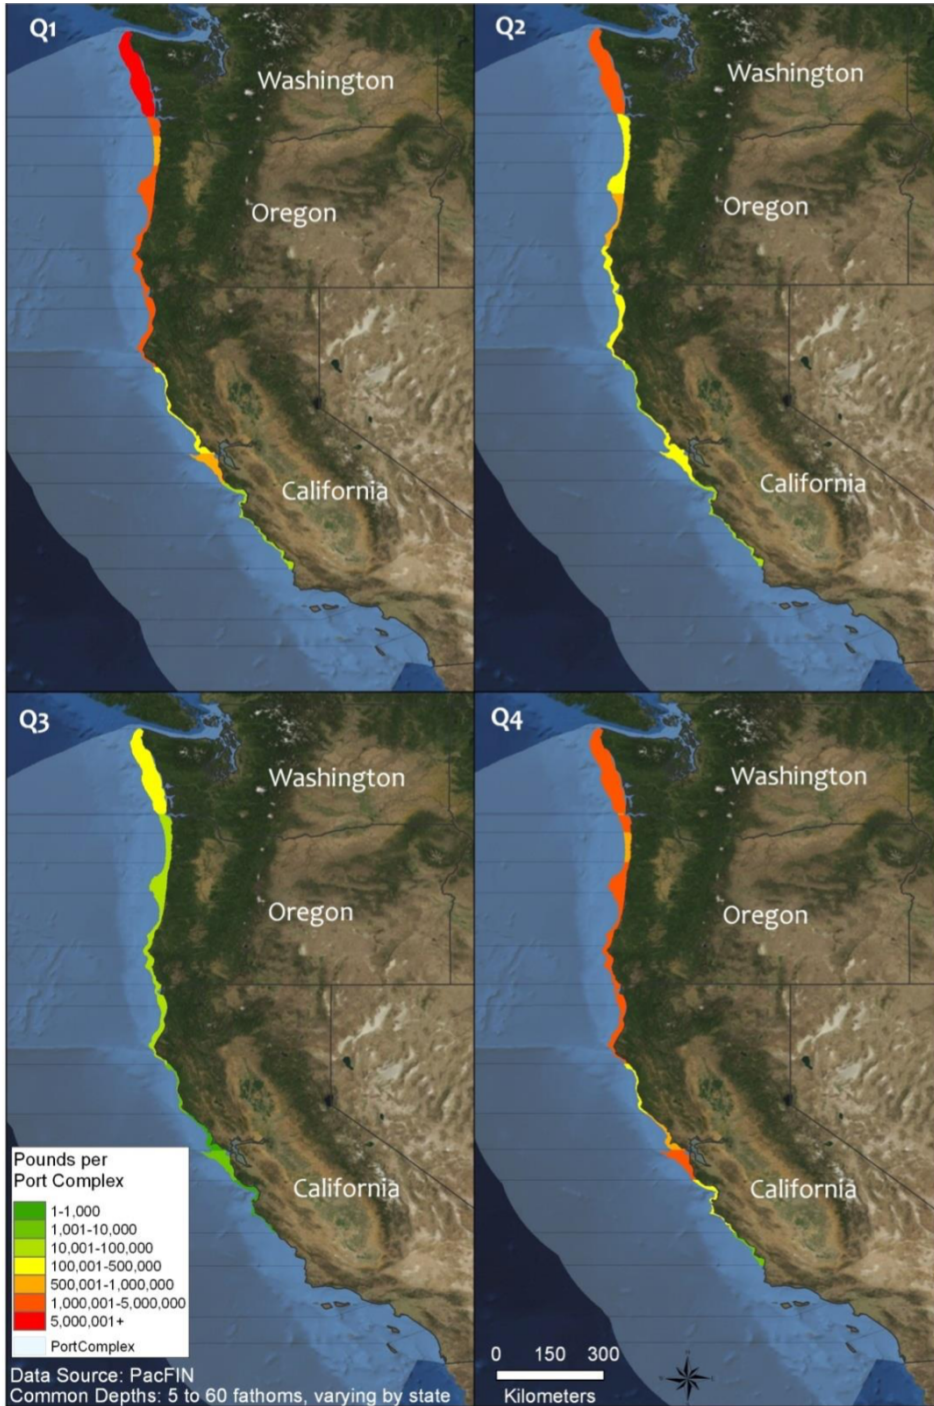 Q1
Washington
Oregon
California
Q2
Washington
Oregon
California
Q3
Washington
Oregon
California
Pounds per
Port Complex
1-1,000
1,001-10,000
10,001-100,000
100,001-500,000
500,001-1,000,000
1,000,001-5,000,000
5,000,001+
PortComplex
Data Source: PacFIN
Common Depths: 5 to 60 fathoms, varying by state
Q4
Washington
Oregon
California
0 150 300
Kilometers